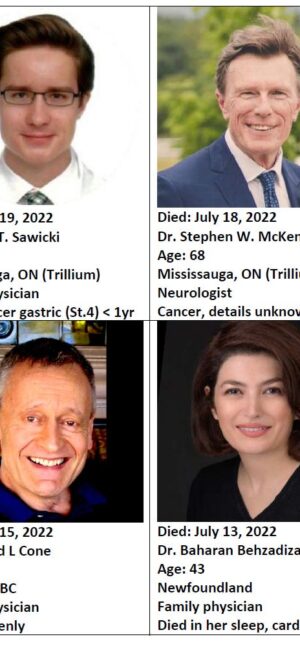 19, 2022
T. Sawicki
ga, ON (Trillium)
ysician
cer gastric (St.4) < 1yr
Died: July 18, 2022
Dr. Stephen W. McKen
Age: 68
Mississauga, ON (Trilliu
Neurologist
Cancer, details unknow
15, 2022
d L Cone
BC
ysician
enly
Died: July 13, 2022
Dr. Baharan Behzadiza
Age: 43
Newfoundland
Family physician
Died in her sleep, card